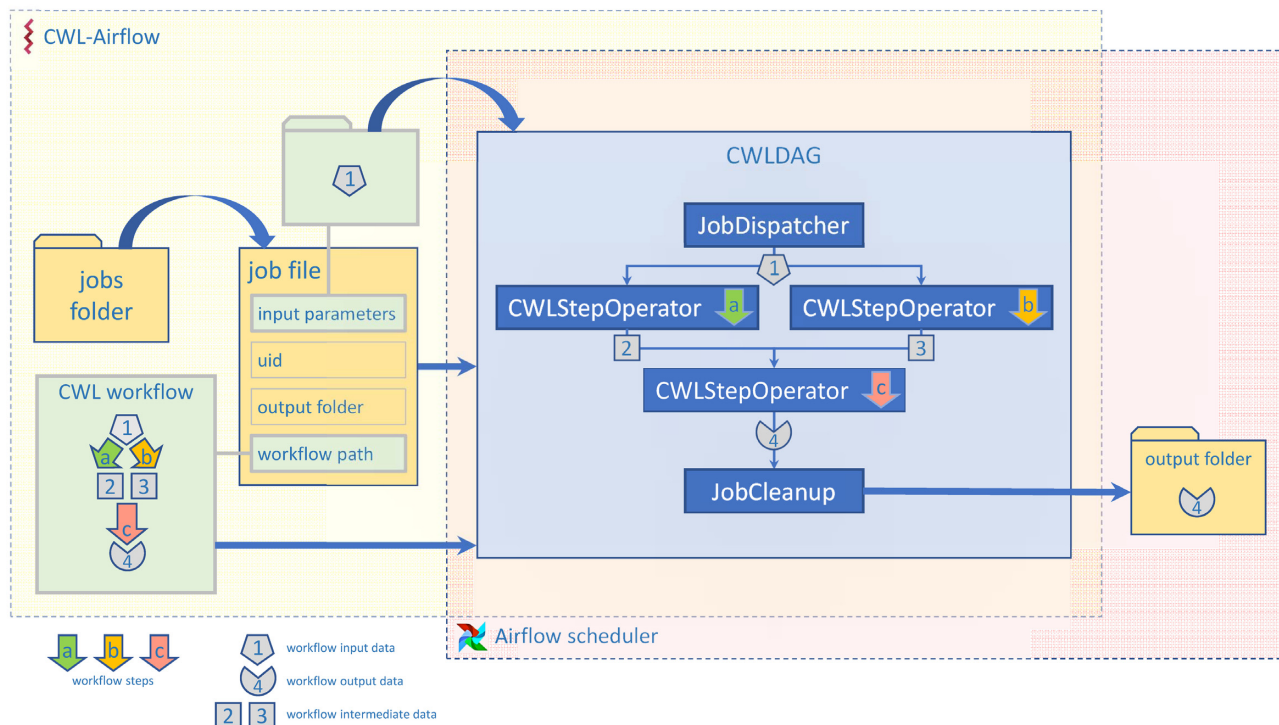 CWL-Airflow
1
jobs
folder
job file
input parameters
uid
output folder
workflow path
CWL workflow
1
a b
2 3
c
4
CWLDAG
JobDispatcher
1
CWLStepOperator a
CWLStepOperator b
2
3
CWLStepOperator c
4
JobCleanup
output folder
4
Airflow scheduler
a b c
workflow steps
1 workflow input data
4 workflow output data
2 3 workflow intermediate data